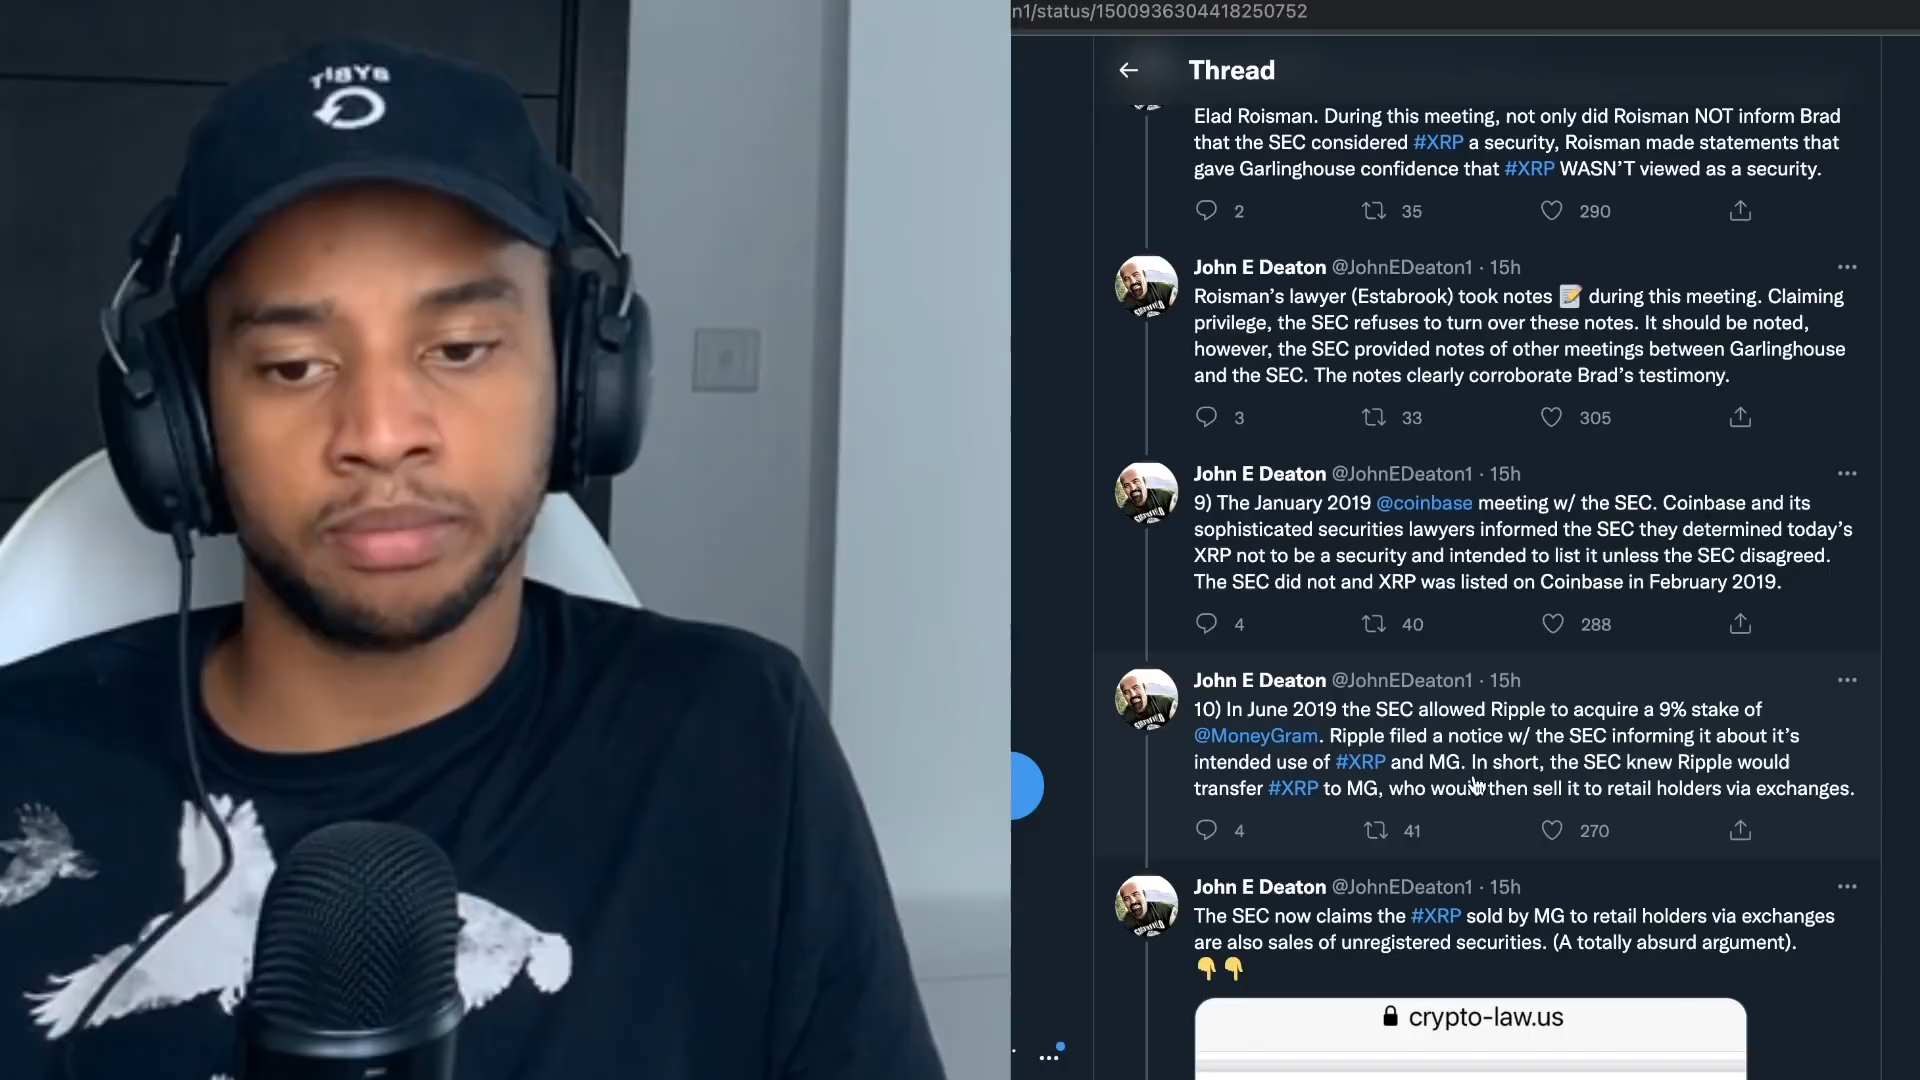 TIBYB
n1/status/1500936304418250752
Thread
Elad Roisman. During this meeting, not only did Roisman NOT inform Brad
that the SEC considered #XRP a security, Roisman made statements that
gave Garlinghouse confidence that #XRP WASN'T viewed as a security.
2 35 290
John E Deaton @JohnEDeaton1 · 15h
Roisman's lawyer (Estabrook) took notes 📝 during this meeting. Claiming
privilege, the SEC refuses to turn over these notes. It should be noted,
however, the SEC provided notes of other meetings between Garlinghouse
and the SEC. The notes clearly corroborate Brad's testimony.
3 33 305
John E Deaton @JohnEDeaton1 · 15h
9) The January 2019 @coinbase meeting w/ the SEC. Coinbase and its
sophisticated securities lawyers informed the SEC they determined today's
XRP not to be a security and intended to list it unless the SEC disagreed.
The SEC did not and XRP was listed on Coinbase in February 2019.
4 40 288
John E Deaton @JohnEDeaton1 · 15h
10) In June 2019 the SEC allowed Ripple to acquire a 9% stake of
@MoneyGram. Ripple filed a notice w/ the SEC informing it about it's
intended use of #XRP and MG. In short, the SEC knew Ripple would
transfer #XRP to MG, who would then sell it to retail holders via exchanges.
4 41 270
John E Deaton @JohnEDeaton1 · 15h
The SEC now claims the #XRP sold by MG to retail holders via exchanges
are also sales of unregistered securities. (A totally absurd argument).
👇👇
crypto-law.us